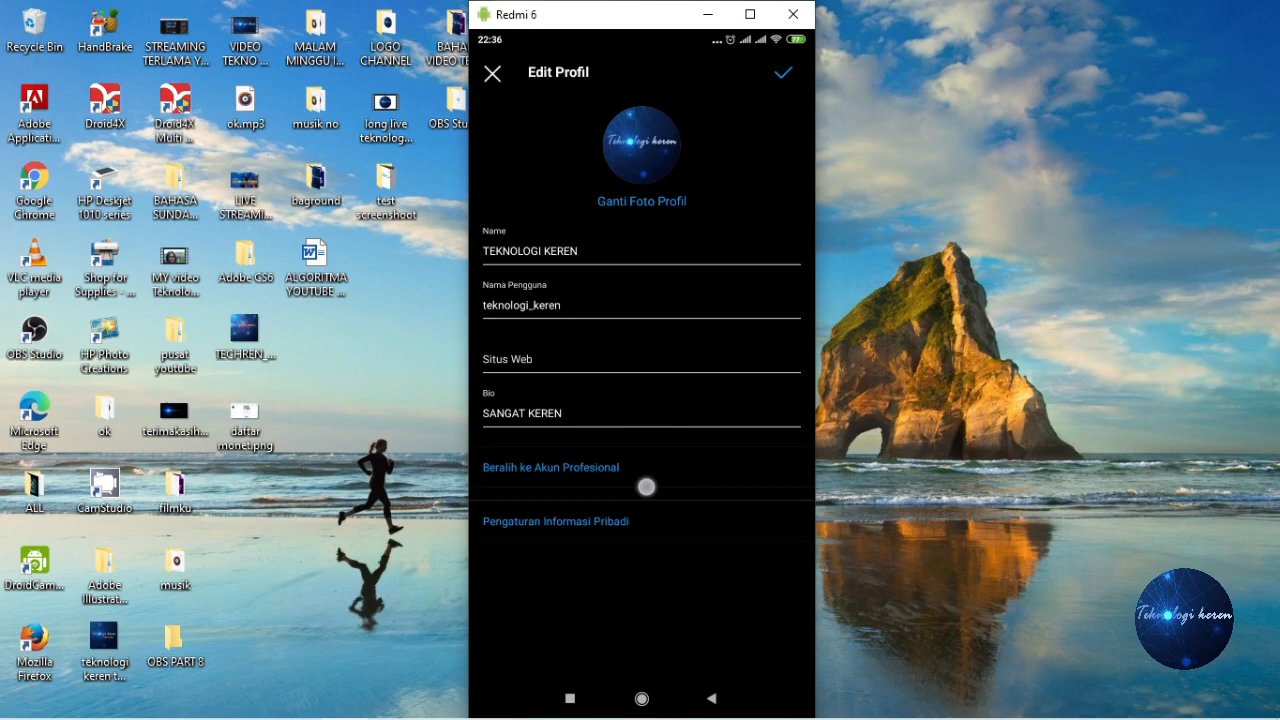 Recycle Bin
HandBrake
STREAMING
TERLAMA Y...
VIDEO
TEKNO ...
MALAM
MINGGU I...
LOGO
CHANNEL
BAHA
VIDEO TE
Adobe
Applicati...
Droid4X
Droid4X
Multi ...
ok.mp3
musik no
long live
teknolog...
OBS Stu
Google
Chrome
HP Deskjet
1010 series
BAHASA
SUNDA...
LIVE
STREAMI...
baground
test
screenshoot
VLC media
player
Shop for
Supplies - ...
MY video
Teknolo...
Adobe CS6
ALGORITMA
YOUTUBE ...
OBS Studio
HP Photo
Creations
pusat
youtube
TECHREN_...
Microsoft
Edge
ok
terimakasih...
daftar
monet.png
ALL
CamStudio
filmku
DroidCam...
Adobe
Illustrat...
musik
Mozilla
Firefox
teknologi
keren t...
OBS PART 8
Redmi 6
22:36
77
Edit Profil
Teknologi keren
Ganti Foto Profil
Name
TEKNOLOGI KEREN
Nama Pengguna
teknologi_keren
Situs Web
Bio
SANGAT KEREN
Beralih ke Akun Profesional
Pengaturan Informasi Pribadi
Teknologi keren